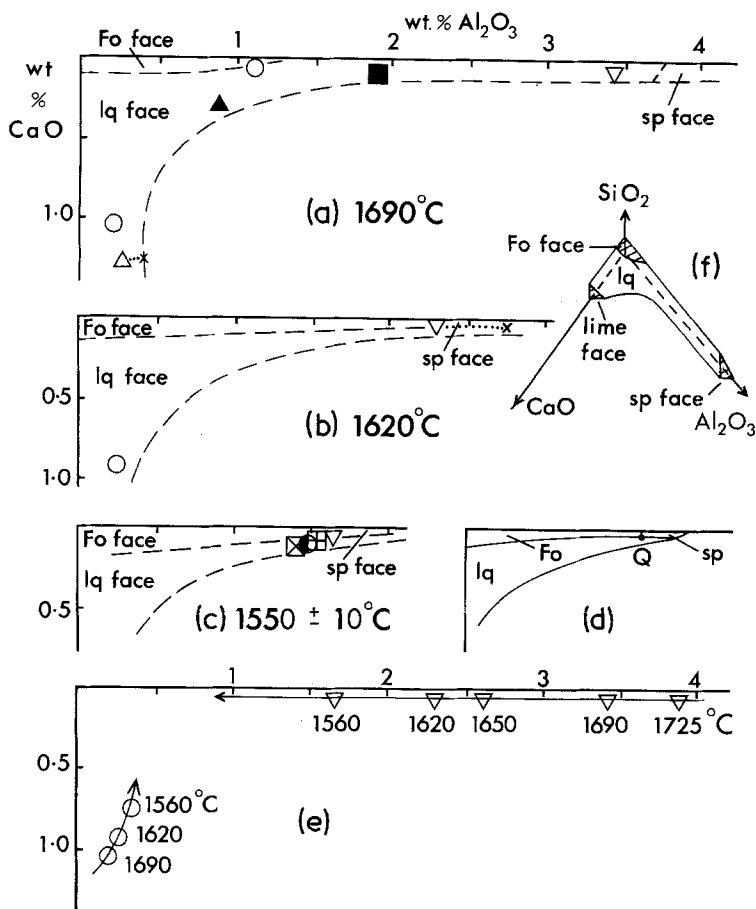 wt.% Al₂O₃
Fo face 1 2 3 4
wt
%
CaO
lq face
sp face
1.0
(a) 1690°C
SiO₂
Fo face
(f)
lq
lime
face
sp face
CaO
Al₂O₃
Fo face
sp face
lq face
0·5
(b) 1620°C
1.0
Fo face
sp face
lq face
0·5
(c) 1550 ± 10°C
Fo
sp
Q
lq
(d)
1 2 3 4
1560 1620 1650 1690 1725 °C
0.5
1560°C
1620
1.0
1690
(e)